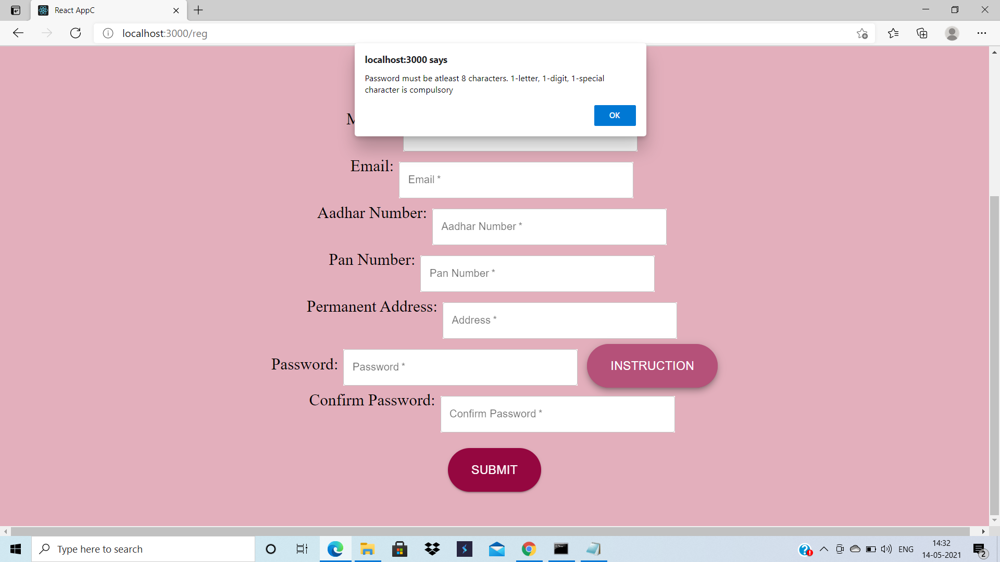 React AppC
localhost:3000/reg
localhost:3000 says
Password must be atleast 8 characters. 1-letter, 1-digit, 1-special
character is compulsory
OK
Email:
Email *
Aadhar Number:
Aadhar Number *
Pan Number:
Pan Number *
Permanent Address:
Address *
Password:
Password *
INSTRUCTION
Confirm Password:
Confirm Password *
SUBMIT
Type here to search
ENG
14:32
14-05-2021
2